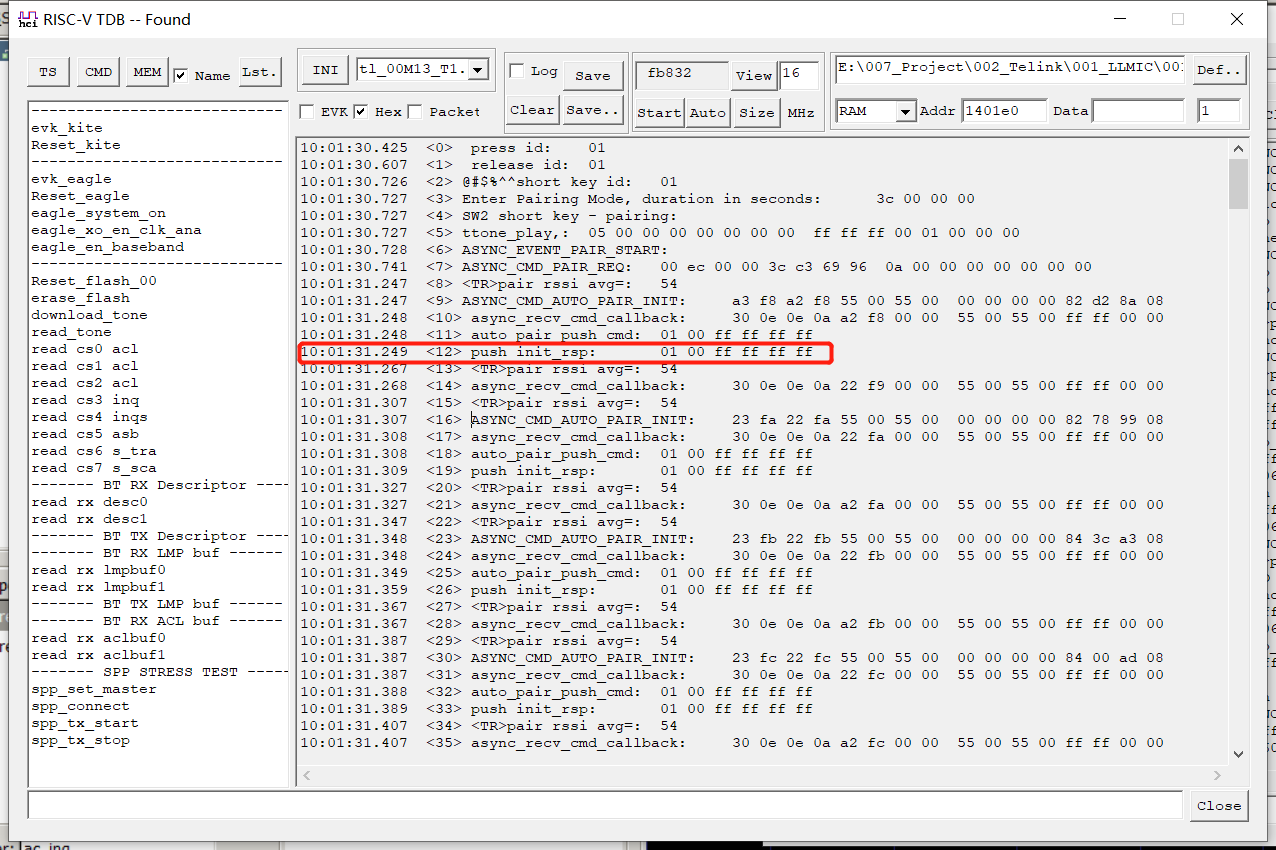 RISC-V TDB -- Found
TS CMD MEM Name Lst..
INI tl_00M13_T1.
EVK Hex Packet
Log Save
Clear Save..
fb832 View 16
Start Auto Size MHz
E:\007_Project\002_Telink\001_LLMIC\00 Def..
RAM Addr 1401e0 Data 1
------------------------------
evk_kite
Reset_kite
------------------------------
evk_eagle
Reset_eagle
eagle_system_on
eagle_xo_en_clk_ana
eagle_en_baseband
------------------------------
Reset_flash_00
erase_flash
download_tone
read_tone
read cs0 acl
read cs1 acl
read cs2 acl
read cs3 inq
read cs4 inqs
read cs5 asb
read cs6 s_tra
read cs7 s_sca
------- BT RX Descriptor ----
read rx desc0
read rx desc1
------- BT TX Descriptor ----
------- BT RX LMP buf ------
read rx lmpbuf0
read rx lmpbuf1
------- BT TX LMP buf ------
------- BT RX ACL buf ------
read rx aclbuf0
read rx aclbuf1
------- SPP STRESS TEST -----
spp_set_master
spp_connect
spp_tx_start
spp_tx_stop
10:01:30.425 <0> press id: 01
10:01:30.607 <1> release id: 01
10:01:30.726 <2> @#$%^^short key id: 01
10:01:30.727 <3> Enter Pairing Mode, duration in seconds: 3c 00 00 00
10:01:30.727 <4> SW2 short key - pairing:
10:01:30.727 <5> ttone_play,: 05 00 00 00 00 00 00 00 ff ff ff 00 01 00 00 00
10:01:30.728 <6> ASYNC_EVENT_PAIR_START:
10:01:30.741 <7> ASYNC_CMD_PAIR_REQ: 00 ec 00 00 3c c3 69 96 0a 00 00 00 00 00 00 00
10:01:31.247 <8> <TR>pair rssi avg=: 54
10:01:31.247 <9> ASYNC_CMD_AUTO_PAIR_INIT: a3 f8 a2 f8 55 00 55 00 00 00 00 00 82 d2 8a 08
10:01:31.248 <10> async_recv_cmd_callback: 30 0e 0e 0a a2 f8 00 00 55 00 55 00 ff ff 00 00
10:01:31.248 <11> auto_pair_push_cmd: 01 00 ff ff ff ff
10:01:31.249 <12> push init_rsp: 01 00 ff ff ff ff
10:01:31.267 <13> <TR>pair rssi avg=: 54
10:01:31.268 <14> async_recv_cmd_callback: 30 0e 0e 0a 22 f9 00 00 55 00 55 00 ff ff 00 00
10:01:31.307 <15> <TR>pair rssi avg=: 54
10:01:31.307 <16> ASYNC_CMD_AUTO_PAIR_INIT: 23 fa 22 fa 55 00 55 00 00 00 00 00 82 78 99 08
10:01:31.308 <17> async_recv_cmd_callback: 30 0e 0e 0a 22 fa 00 00 55 00 55 00 ff ff 00 00
10:01:31.308 <18> auto_pair_push_cmd: 01 00 ff ff ff ff
10:01:31.309 <19> push init_rsp: 01 00 ff ff ff ff
10:01:31.327 <20> <TR>pair rssi avg=: 54
10:01:31.327 <21> async_recv_cmd_callback: 30 0e 0e 0a a2 fa 00 00 55 00 55 00 ff ff 00 00
10:01:31.347 <22> <TR>pair rssi avg=: 54
10:01:31.348 <23> ASYNC_CMD_AUTO_PAIR_INIT: 23 fb 22 fb 55 00 55 00 00 00 00 00 84 3c a3 08
10:01:31.348 <24> async_recv_cmd_callback: 30 0e 0e 0a 22 fb 00 00 55 00 55 00 ff ff 00 00
10:01:31.349 <25> auto_pair_push_cmd: 01 00 ff ff ff ff
10:01:31.359 <26> push init_rsp: 01 00 ff ff ff ff
10:01:31.367 <27> <TR>pair rssi avg=: 54
10:01:31.367 <28> async_recv_cmd_callback: 30 0e 0e 0a a2 fb 00 00 55 00 55 00 ff ff 00 00
10:01:31.387 <29> <TR>pair rssi avg=: 54
10:01:31.387 <30> ASYNC_CMD_AUTO_PAIR_INIT: 23 fc 22 fc 55 00 55 00 00 00 00 00 84 00 ad 08
10:01:31.387 <31> async_recv_cmd_callback: 30 0e 0e 0a 22 fc 00 00 55 00 55 00 ff ff 00 00
10:01:31.388 <32> auto_pair_push_cmd: 01 00 ff ff ff ff
10:01:31.389 <33> push init_rsp: 01 00 ff ff ff ff
10:01:31.407 <34> <TR>pair rssi avg=: 54
10:01:31.407 <35> async_recv_cmd_callback: 30 0e 0e 0a a2 fc 00 00 55 00 55 00 ff ff 00 00
Close